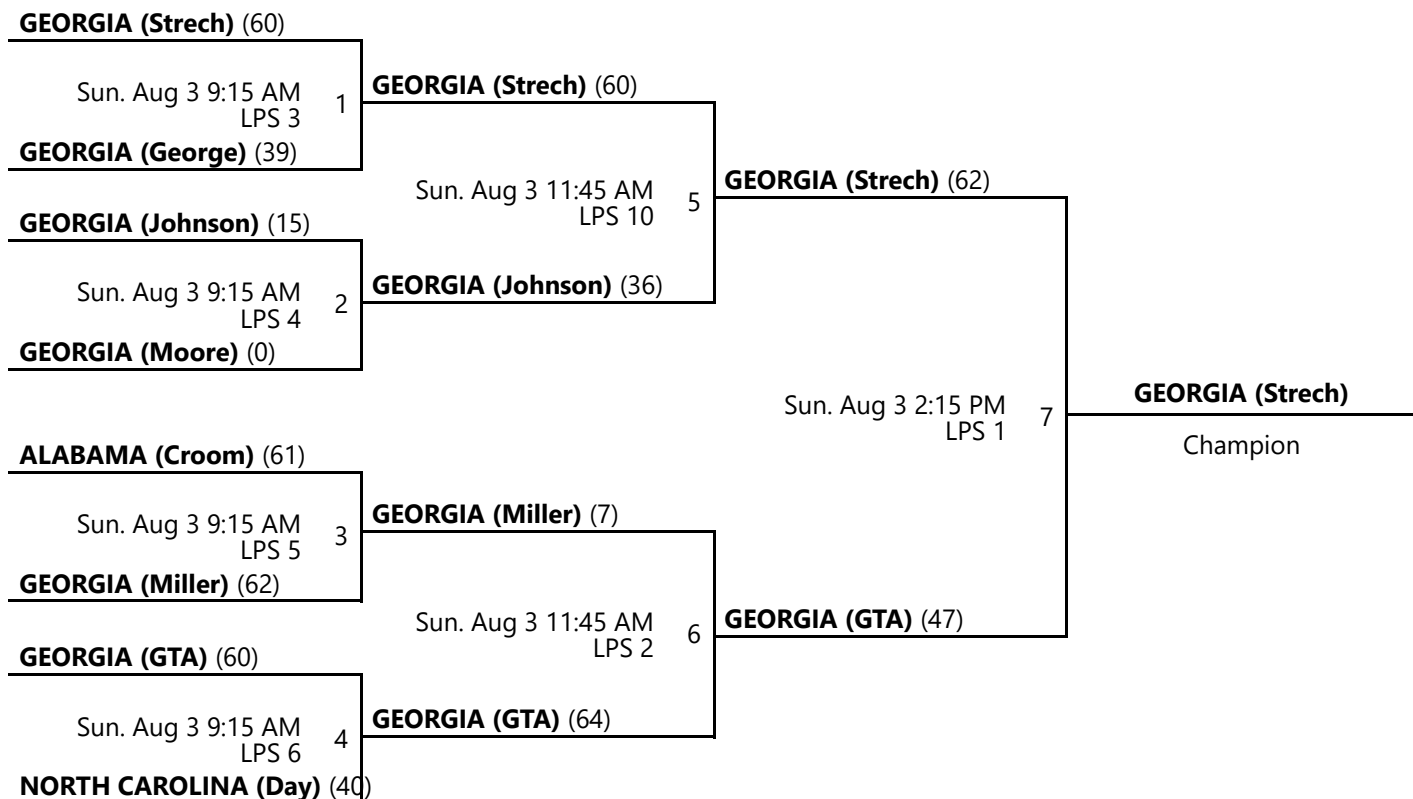 GEORGIA (Strech) (60)
Sun. Aug 3 9:15 AM
LPS 3
1
GEORGIA (George) (39)
GEORGIA (Johnson) (15)
Sun. Aug 3 9:15 AM
LPS 4
2
GEORGIA (Moore) (0)
ALABAMA (Croom) (61)
Sun. Aug 3 9:15 AM
LPS 5
3
GEORGIA (Miller) (62)
GEORGIA (GTA) (60)
Sun. Aug 3 9:15 AM
LPS 6
4
NORTH CAROLINA (Day) (40)
GEORGIA (Strech) (60)
Sun. Aug 3 11:45 AM
LPS 10
5
GEORGIA (Johnson) (36)
GEORGIA (Miller) (7)
Sun. Aug 3 11:45 AM
LPS 2
6
GEORGIA (GTA) (64)
GEORGIA (Strech) (62)
Sun. Aug 3 2:15 PM
LPS 1
7
GEORGIA (GTA) (47)
GEORGIA (Strech)
Champion